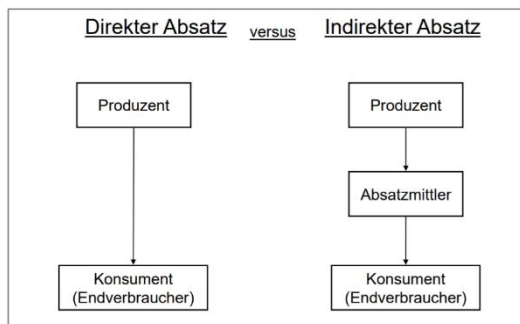 Direkter Absatz versus Indirekter Absatz
Produzent
Produzent
Absatzmittler
Konsument
(Endverbraucher)
Konsument
(Endverbraucher)